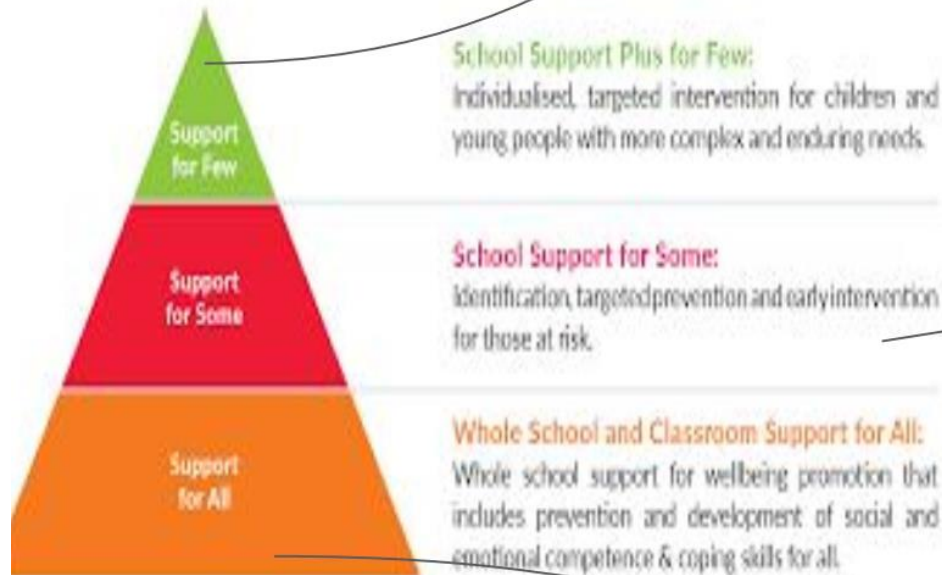 Support
for Few
School Support Plus for Few:
Individualised, targeted intervention for children and
young people with more complex and enduring needs.
Support
for Some
School Support for Some:
Identification, targeted prevention and early intervention
for those at risk.
Support
for All
Whole School and Classroom Support for All:
Whole school support for wellbeing promotion that
includes prevention and development of social and
emotional competence & coping skills for all.